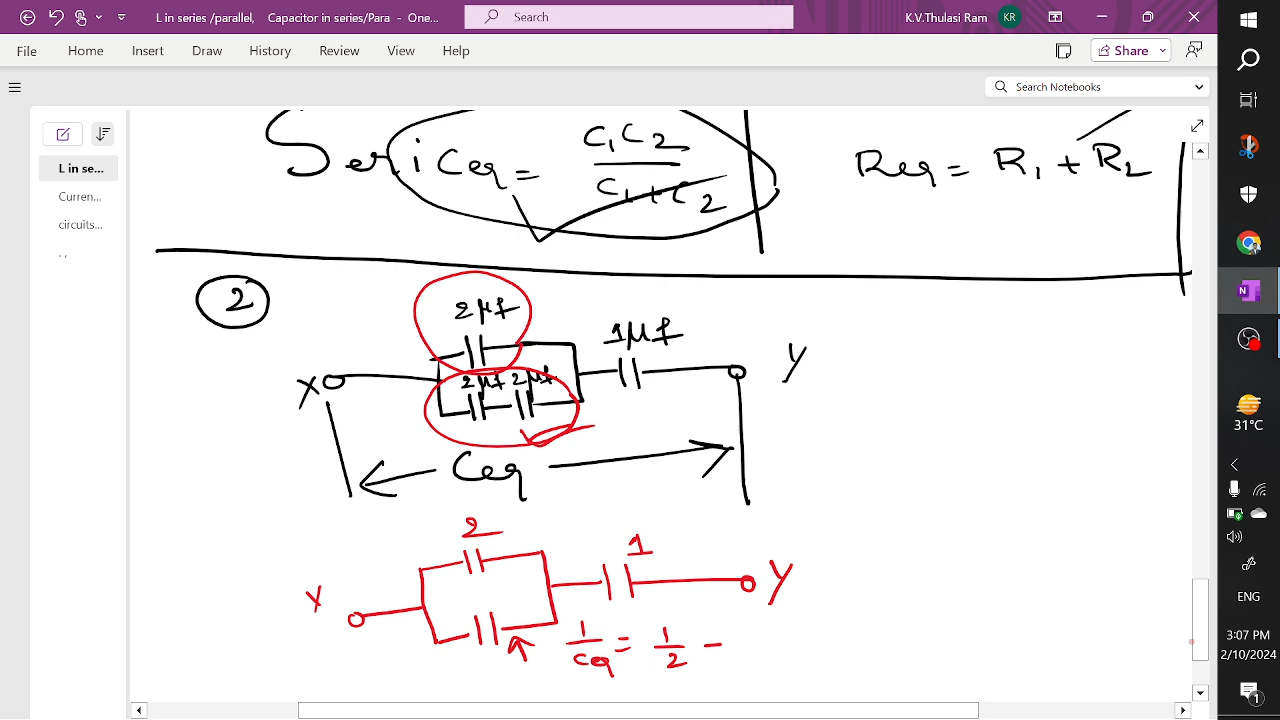 L in series /parallel, Capacitor in series/Para - One...
Search
K.V.Thulasi Ram
KR
File Home Insert Draw History Review View Help
Share
Search Notebooks
L in se...
Curren...
circuits...
Seri Ceq = C1C2 / C1+C2
Req = R1 + R2
2
2μf
1μf
X
2μf 2μf
Y
Ceq
2
1
X
Y
1/Ceq = 1/2 -
31°C
ENG
3:07 PM
2/10/2024
1